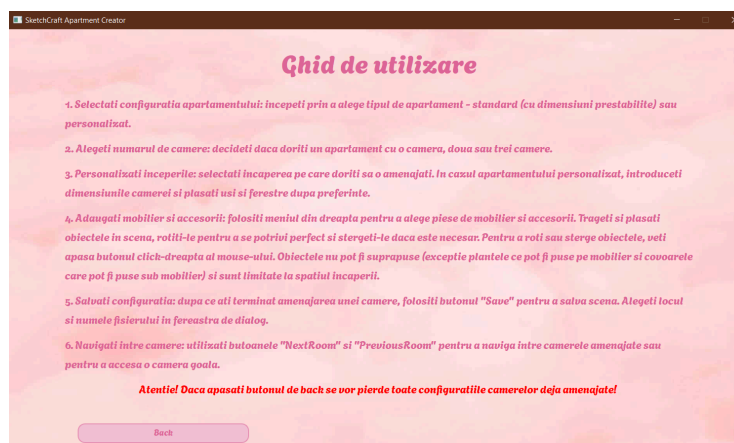 SketchCraft Apartment Creator
Ghid de utilizare
1. Selectati configuratia apartamentului: incepeti prin a alege tipul de apartament - standard (cu dimensiuni prestabilite) sau
personalizat.
2. Alegeti numarul de camere: decideti daca doriti un apartament cu o camera, doua sau trei camere.
3. Personalizati inceperile: selectati incaperea pe care doriti sa o amenajati. In cazul apartamentului personalizat, introduceti
dimensiunile camerei si plasati usi si ferestre dupa preferinte.
4. Adaugati mobilier si accesorii: folositi meniul din dreapta pentru a alege piese de mobilier si accesorii. Trageti si plasati
obiectele in scena, rotiti-le pentru a se potrivi perfect si stergeti-le daca este necesar. Pentru a roti sau sterge obiectele, veti
apasa butonul click-dreapta al mouse-ului. Obiectele nu pot fi suprapuse (exceptie plantele ce pot fi puse pe mobilier si covoarele
care pot fi puse sub mobilier) si sunt limitate la spatiul incaperii.
5. Salvati configuratia: dupa ce ati terminat amenajarea unei camere, folositi butonul "Save" pentru a salva scena. Alegeti locul
si numele fisierului in fereastra de dialog.
6. Navigati intre camere: utilizati butoanele "NextRoom" si "PreviousRoom" pentru a naviga intre camerele amenajate sau
pentru a accesa o camera goala.
Atentie! Daca apasati butonul de back se vor pierde toate configuratiile camerelor deja amenajate!
Back